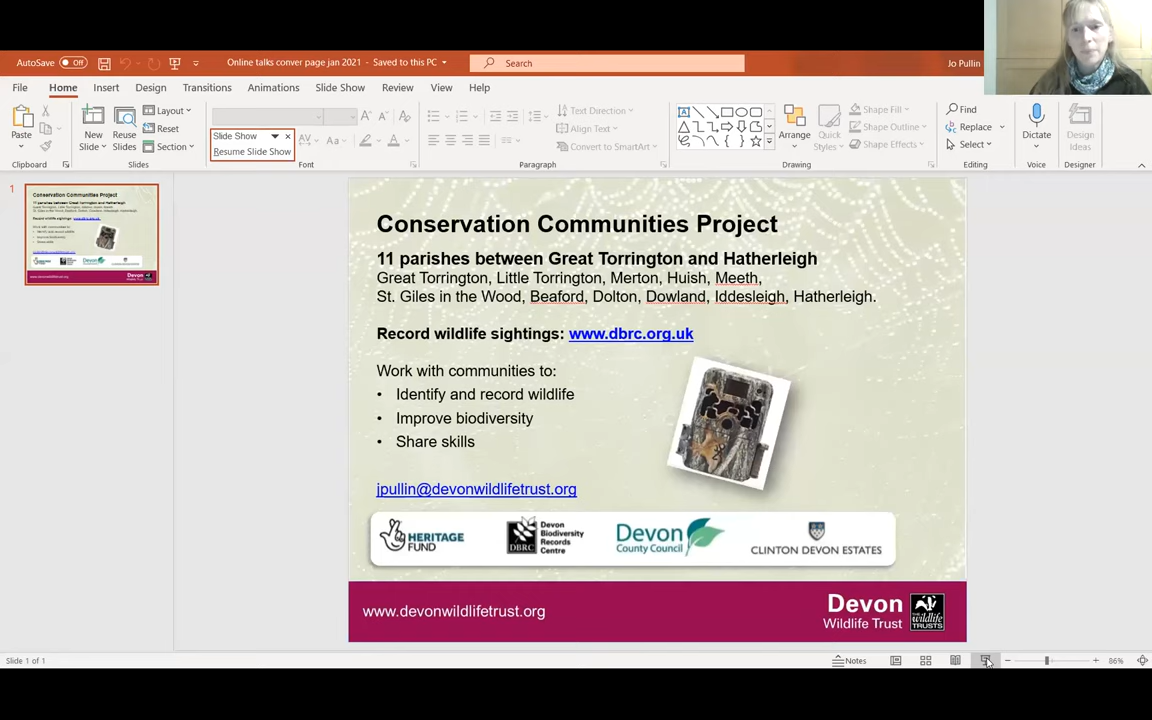 AutoSave Off
Online talks conver page jan 2021 - Saved to this PC
Search
Jo Pullin
File Home Insert Design Transitions Animations Slide Show Review View Help
Paste
Clipboard
New Slide
Reuse Slides
Layout
Reset
Section
Slides
Slide Show
Resume Slide Show
Font
Text Direction
Align Text
Convert to SmartArt
Paragraph
Arrange
Quick Styles
Shape Fill
Shape Outline
Shape Effects
Drawing
Find
Replace
Select
Editing
Dictate
Voice
Design Ideas
Designer
1
Conservation Communities Project
11 parishes between Great Torrington and Hatherleigh
Great Torrington, Little Torrington, Merton, Huish, Meeth,
St. Giles in the Wood, Beaford, Dolton, Dowland, Iddesleigh, Hatherleigh.
Record wildlife sightings: www.dbrc.org.uk
Work with communities to:
• Identify and record wildlife
• Improve biodiversity
• Share skills
jpullin@devonwildlifetrust.org
HERITAGE FUND
DBRC
Devon Biodiversity Records Centre
Devon County Council
CLINTON DEVON ESTATES
www.devonwildlifetrust.org
Devon
Wildlife Trust
THE wildlife TRUSTS
Slide 1 of 1
Notes
86%